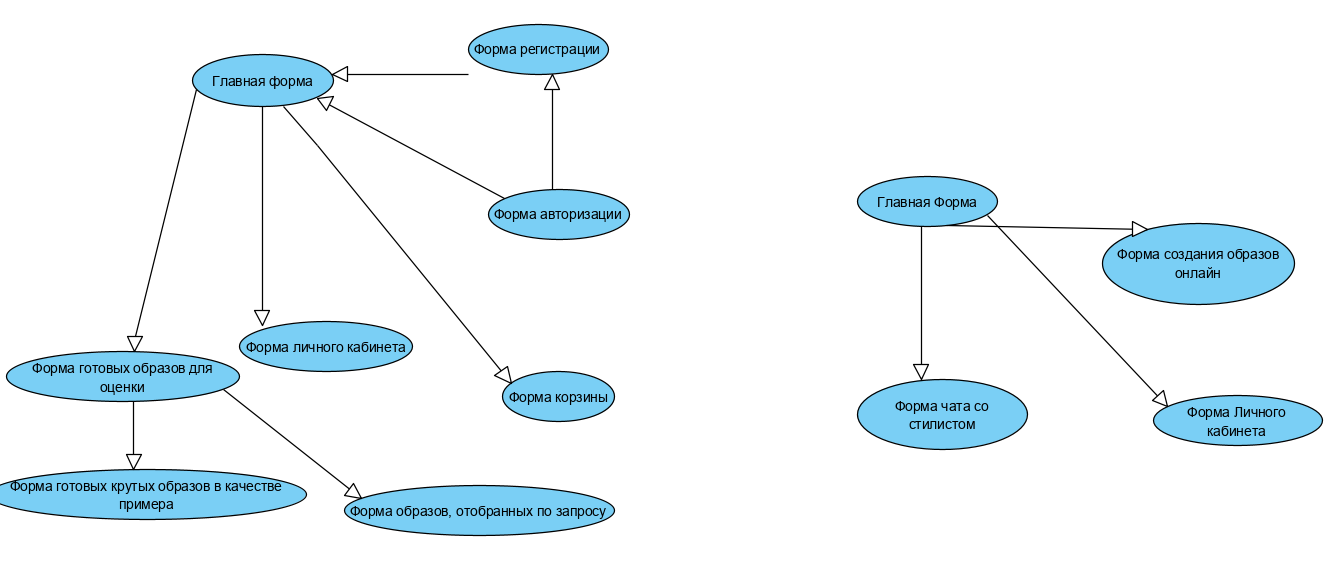 Форма регистрации
Главная форма
Форма авторизации
Форма личного кабинета
Форма готовых образов для
оценки
Форма корзины
Форма готовых крутых образов в качестве
примера
Форма образов, отобранных по запросу
Главная Форма
Форма создания образов
онлайн
Форма чата со
стилистом
Форма Личного
кабинета